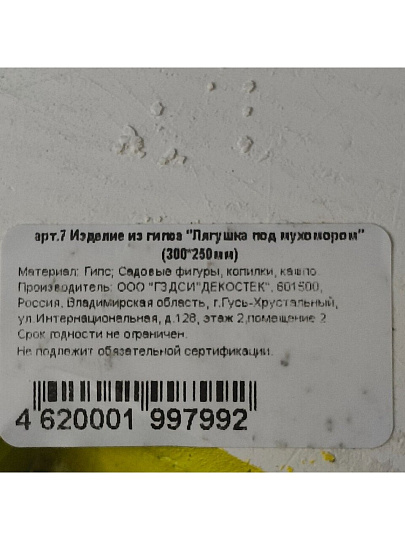 арт.7 Изделие из гипса "Лягушка под мухомором"
(300*250мм)
Материал: Гипс; Садовые фигуры, копилки, кашпо.
Производитель: ООО "ГЗДСИ"ДЕКОСТЕК", 601500,
Россия, Владимирская область, г.Гусь-Хрустальный,
ул.Интернациональная, д.128, этаж 2,помещение 2
Срок годности не ограничен.
Не подлежит обязательной сертификации.
4 620001 997992